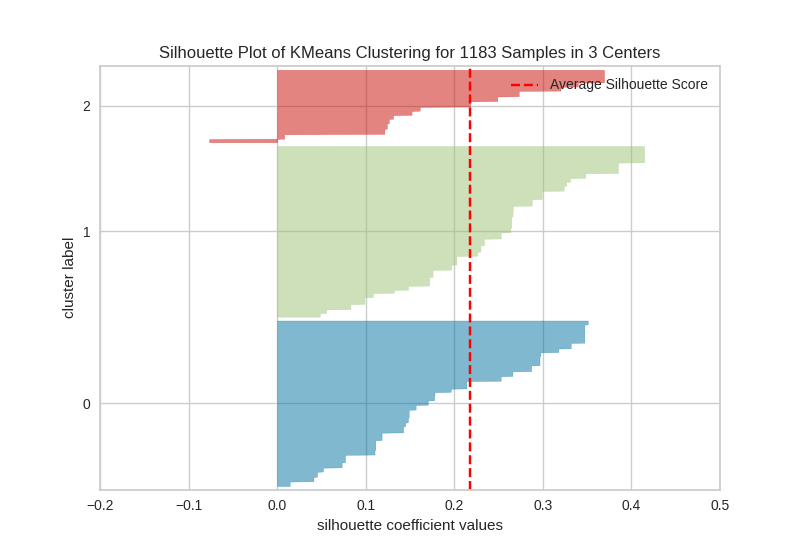 Silhouette Plot of KMeans Clustering for 1183 Samples in 3 Centers
Average Silhouette Score
2
1
0
cluster label
−0.2 −0.1 0.0 0.1 0.2 0.3 0.4 0.5
silhouette coefficient values